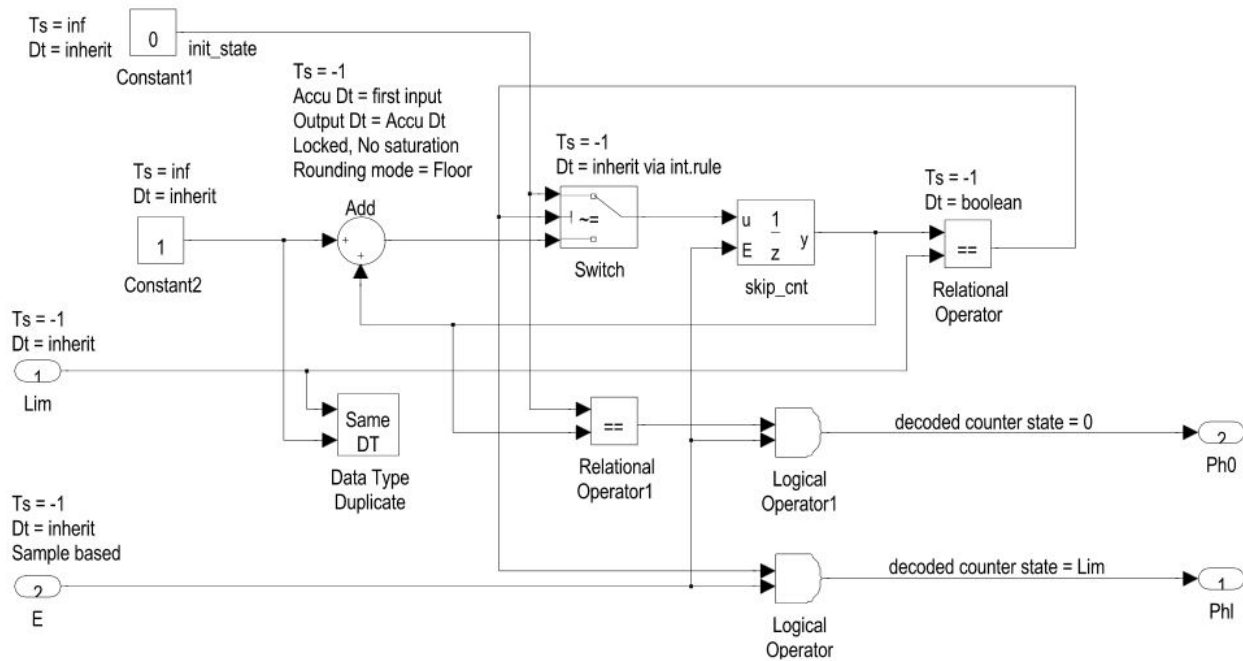 Ts = inf
Dt = inherit
0
init_state
Constant1
Ts = -1
Accu Dt = first input
Output Dt = Accu Dt
Locked, No saturation
Rounding mode = Floor
Ts = -1
Dt = inherit via int.rule
Ts = inf
Dt = inherit
Add
Ts = -1
Dt = boolean
1
+
+
~=
u
E
1
z
y
==
Constant2
Switch
skip_cnt
Relational
Operator
Ts = -1
Dt = inherit
1
Lim
Same
DT
Data Type
Duplicate
==
Relational
Operator1
Logical
Operator1
decoded counter state = 0
2
Ph0
Ts = -1
Dt = inherit
Sample based
2
E
Logical
Operator
decoded counter state = Lim
1
Phl